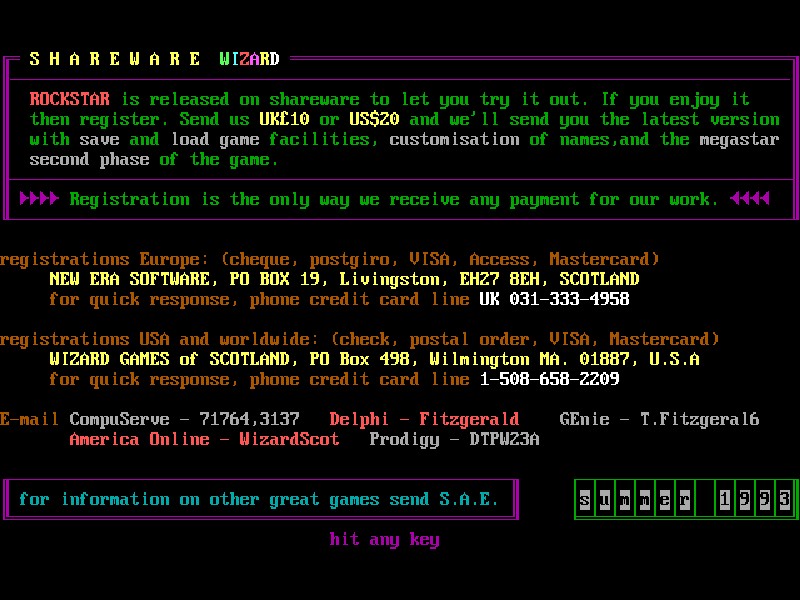 S H A R E W A R E  WIZARD
ROCKSTAR is released on shareware to let you try it out. If you enjoy it
then register. Send us UK£10 or US$20 and we'll send you the latest version
with save and load game facilities, customisation of names,and the megastar
second phase of the game.
Registration is the only way we receive any payment for our work.
registrations Europe: (cheque, postgiro, VISA, Access, Mastercard)
NEW ERA SOFTWARE, PO BOX 19, Livingston, EH27 8EH, SCOTLAND
for quick response, phone credit card line UK 031-333-4958
registrations USA and worldwide: (check, postal order, VISA, Mastercard)
WIZARD GAMES of SCOTLAND, PO Box 498, Wilmington MA. 01887, U.S.A
for quick response, phone credit card line 1-508-658-2209
E-mail CompuServe - 71764,3137   Delphi - Fitzgerald    GEnie - T.Fitzgeral6
America Online - WizardScot   Prodigy - DTPW23A
for information on other great games send S.A.E.
summer 1993
hit any key